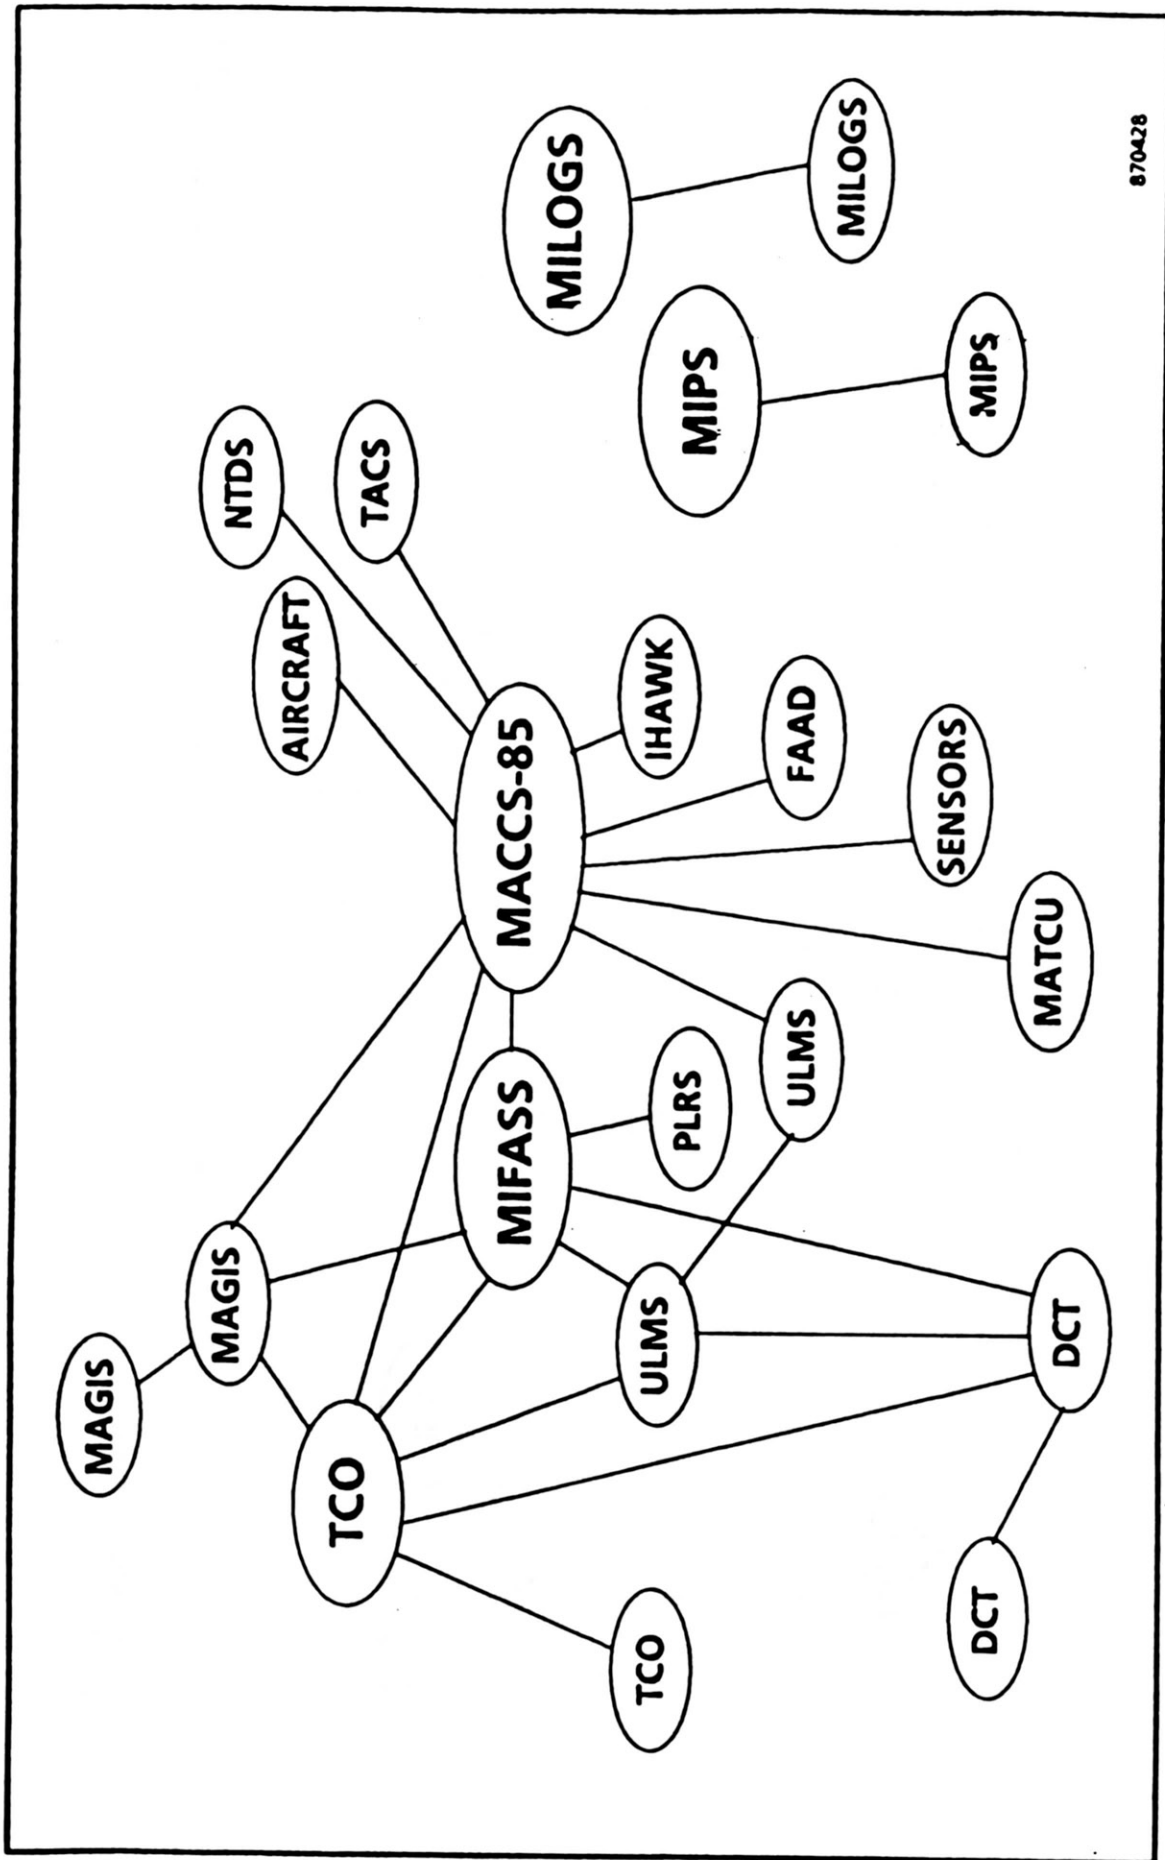 MAGIS
MAGIS
NTDS
AIRCRAFT
TCO
TACS
MIFASS
MACCS-85
MILOGS
TCO
ULMS
IHAWK
PLRS
MIPS
ULMS
FAAD
MILOGS
SENSORS
DCT
MIPS
MATCU
DCT
870428